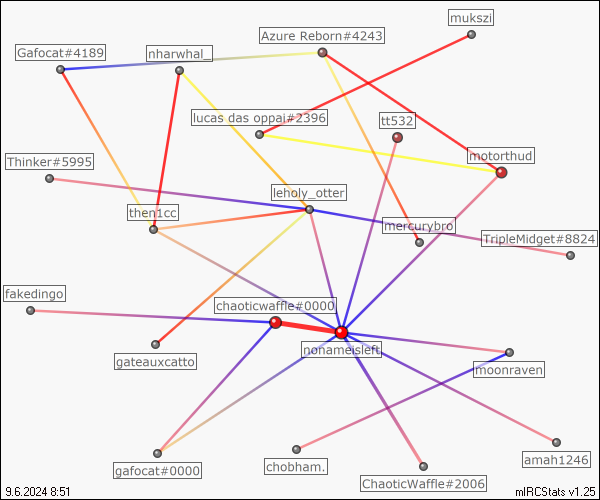 mukszi
Azure Reborn#4243
Gafocat#4189
nharwhal_
lucas das oppai#2396
tt532
motorthud
Thinker#5995
leholy_otter
then1cc
mercurybro
TripleMidget#8824
fakedingo
chaoticwaffle#0000
nonameisleft
gateauxcatto
moonraven
amah1246
gafocat#0000
chobham.
ChaoticWaffle#2006
9.6.2024 8:51
mIRCStats v1.25